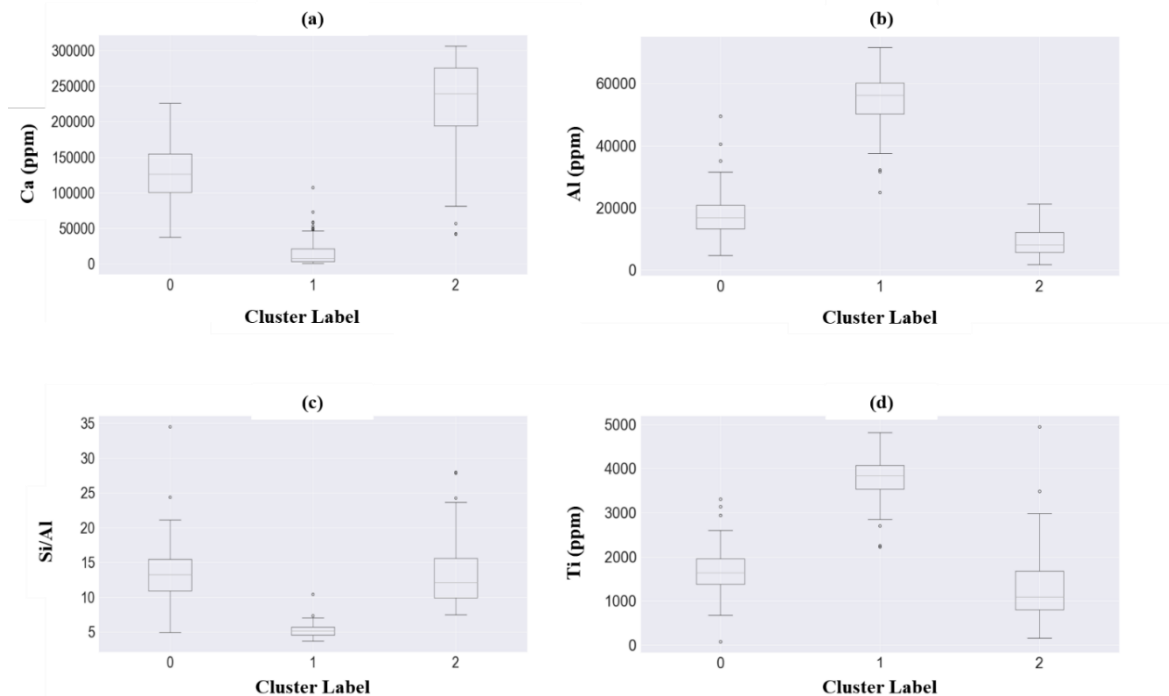 (a)
300000
250000
200000
150000
100000
50000
0
Ca (ppm)
0 1 2
Cluster Label
(b)
60000
40000
20000
0
Al (ppm)
0 1 2
Cluster Label
(c)
35
30
25
20
15
10
5
Si/Al
0 1 2
Cluster Label
(d)
5000
4000
3000
2000
1000
0
Ti (ppm)
0 1 2
Cluster Label